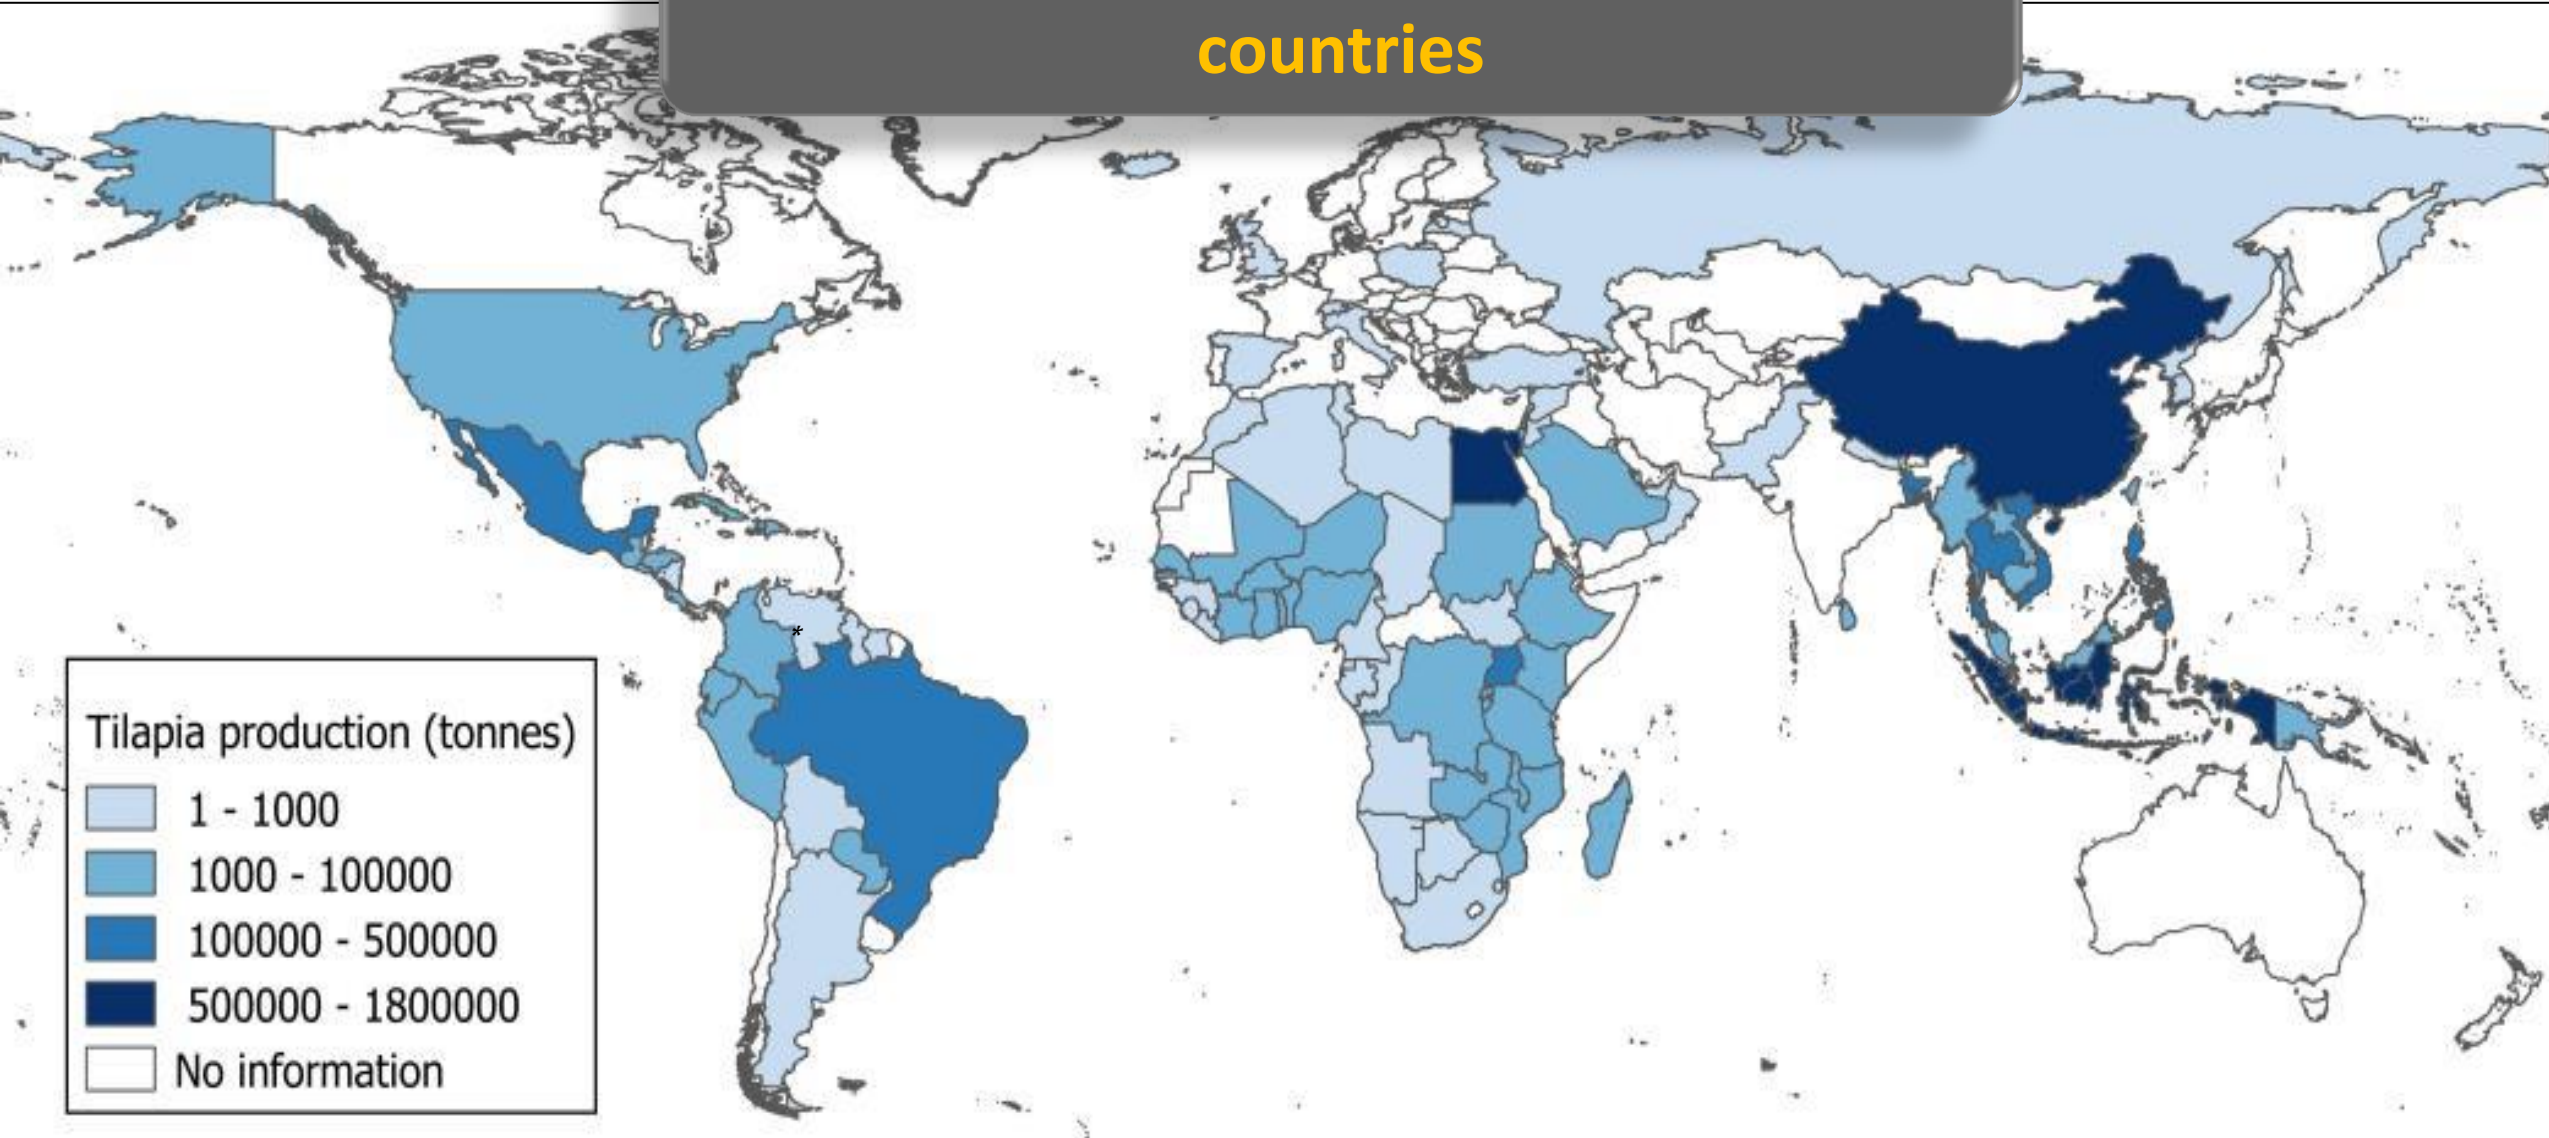 countries
*
Tilapia production (tonnes)
1 - 1000
1000 - 100000
100000 - 500000
500000 - 1800000
No information